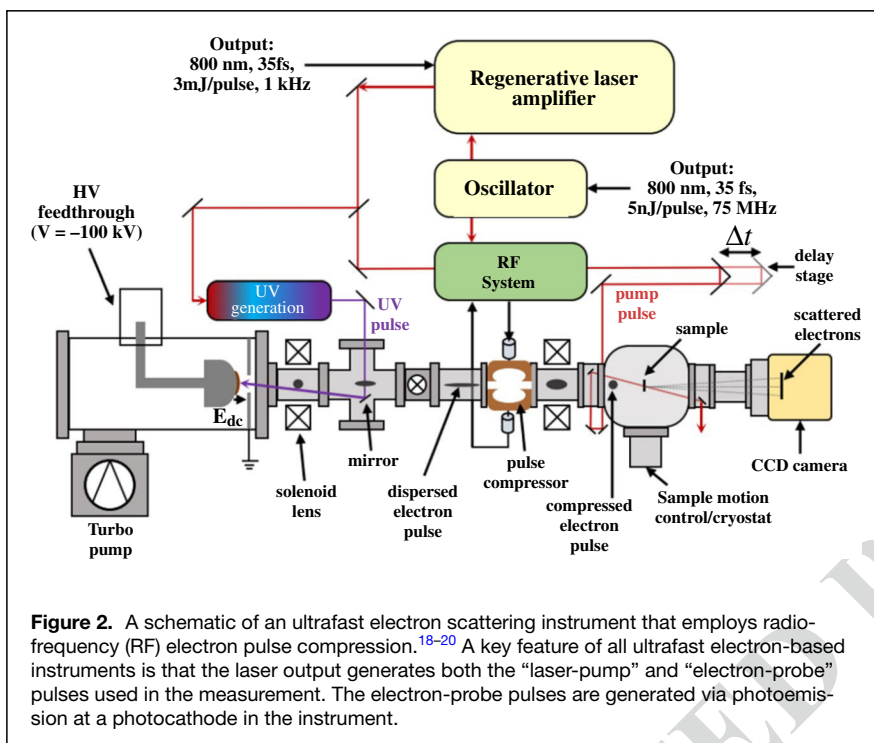 Output:
800 nm, 35fs,
3mJ/pulse, 1 kHz
Regenerative laser
amplifier
Oscillator
Output:
800 nm, 35 fs,
5nJ/pulse, 75 MHz
HV
feedthrough
(V = –100 kV)
RF
System
Δt
delay
stage
UV
generation
UV
pulse
pump
pulse
sample
scattered
electrons
E_dc
mirror
solenoid
lens
dispersed
electron
pulse
pulse
compressor
compressed
electron
pulse
Sample motion
control/cryostat
CCD camera
Turbo
pump
Figure 2. A schematic of an ultrafast electron scattering instrument that employs radio-
frequency (RF) electron pulse compression.18–20 A key feature of all ultrafast electron-based
instruments is that the laser output generates both the “laser-pump” and “electron-probe”
pulses used in the measurement. The electron-probe pulses are generated via photoemis-
sion at a photocathode in the instrument.